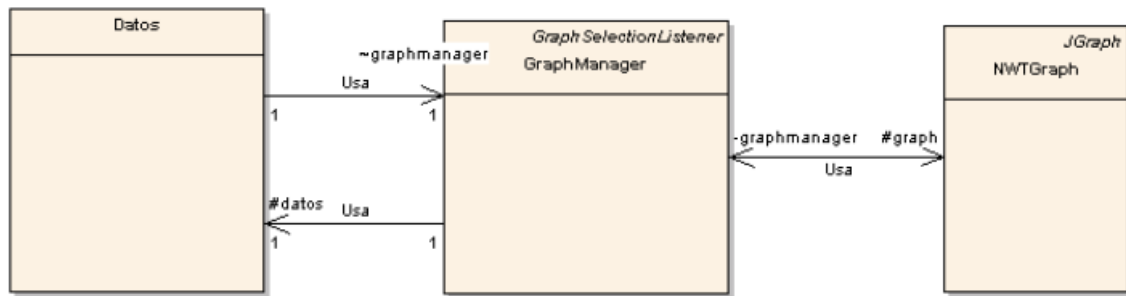 Datos
GraphSelectionListener
GraphManager
JGraph
NWTGraph
~graphmanager
Usa
1
1
-graphmanager
#graph
Usa
#datos
Usa
1
1